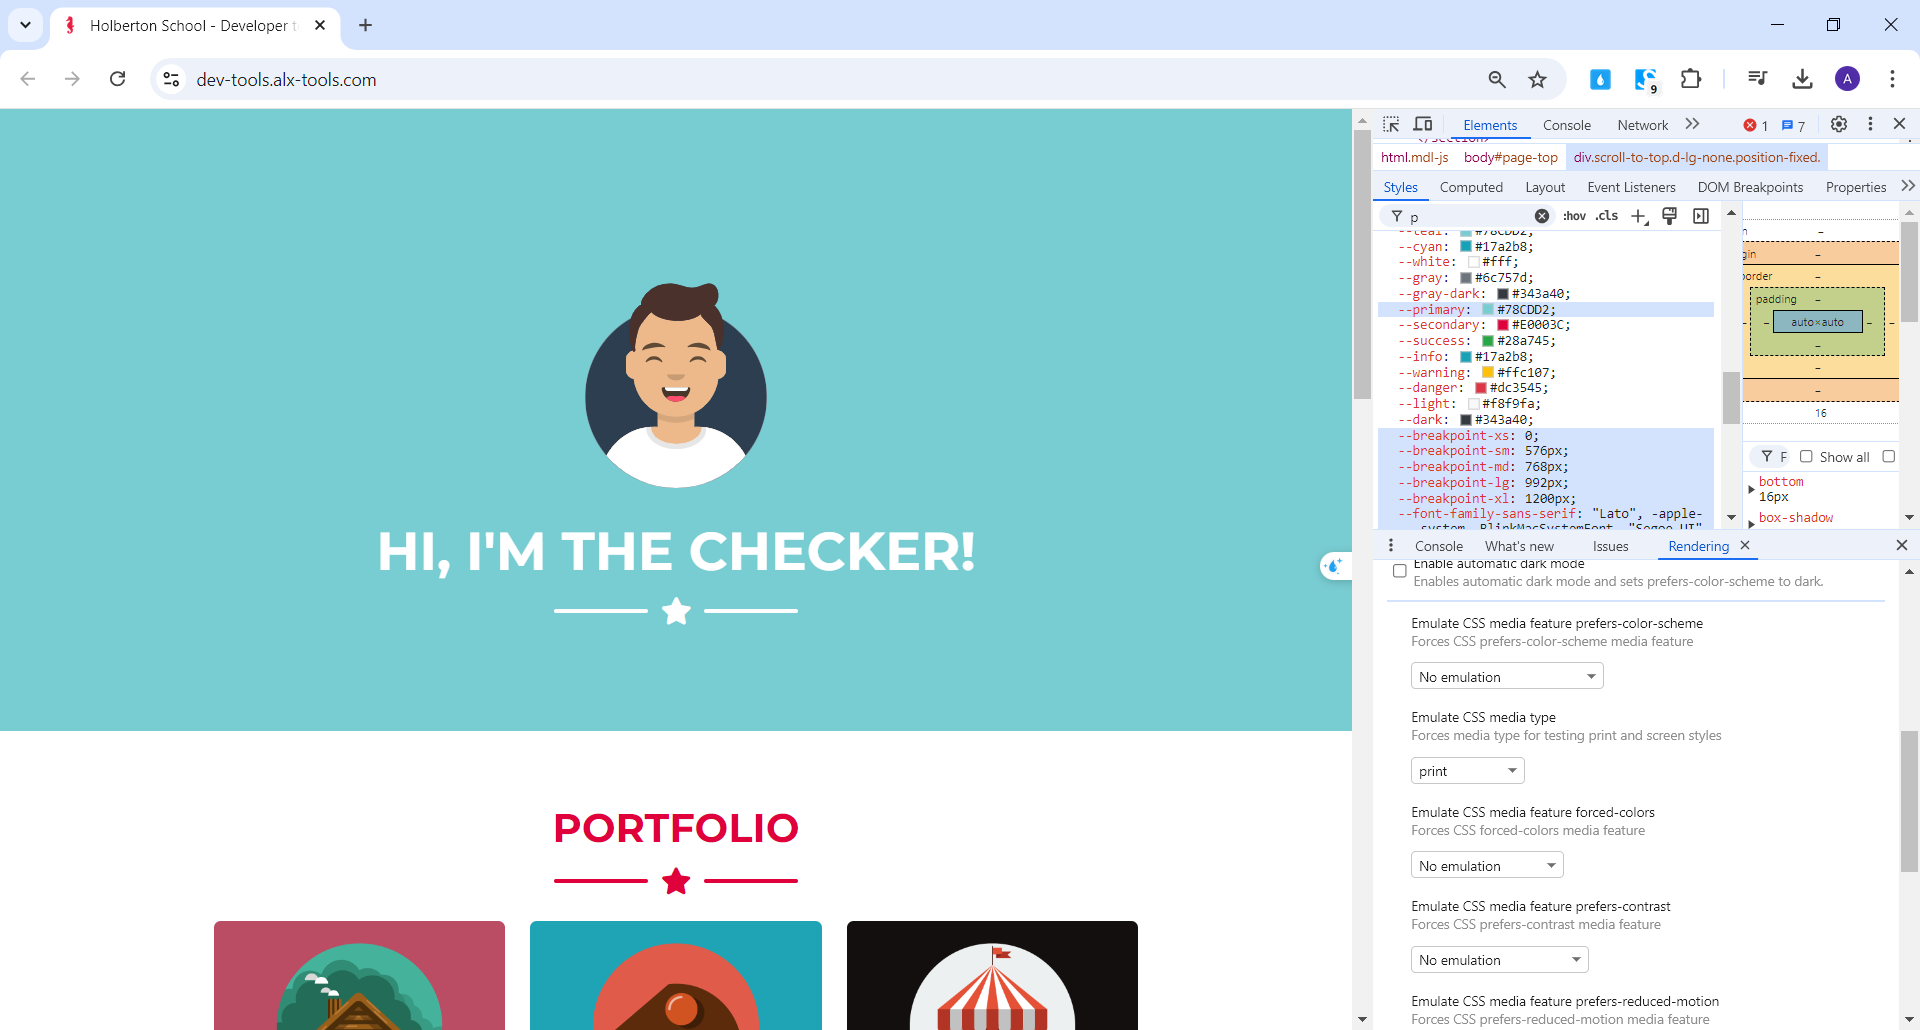 Holberton School - Developer t
dev-tools.alx-tools.com
9
A
HI, I'M THE CHECKER!
PORTFOLIO
Elements
Console
Network
1
7
html.mdl-js
body#page-top
div.scroll-to-top.d-lg-none.position-fixed.
Styles
Computed
Layout
Event Listeners
DOM Breakpoints
Properties
p
:hov
.cls
--teal: #78CDD2;
--cyan: #17a2b8;
--white: #fff;
--gray: #6c757d;
--gray-dark: #343a40;
--primary: #78CDD2;
--secondary: #E0003C;
--success: #28a745;
--info: #17a2b8;
--warning: #ffc107;
--danger: #dc3545;
--light: #f8f9fa;
--dark: #343a40;
--breakpoint-xs: 0;
--breakpoint-sm: 576px;
--breakpoint-md: 768px;
--breakpoint-lg: 992px;
--breakpoint-xl: 1200px;
--font-family-sans-serif: "Lato", -apple-
system, BlinkMacSystemFont, "Segoe UI"
n
–
gin
–
border
–
padding
–
–
–
auto×auto
–
–
–
–
–
16
F
Show all
bottom
16px
box-shadow
Console
What's new
Issues
Rendering
Enable automatic dark mode
Enables automatic dark mode and sets prefers-color-scheme to dark.
Emulate CSS media feature prefers-color-scheme
Forces CSS prefers-color-scheme media feature
No emulation
Emulate CSS media type
Forces media type for testing print and screen styles
print
Emulate CSS media feature forced-colors
Forces CSS forced-colors media feature
No emulation
Emulate CSS media feature prefers-contrast
Forces CSS prefers-contrast media feature
No emulation
Emulate CSS media feature prefers-reduced-motion
Forces CSS prefers-reduced-motion media feature